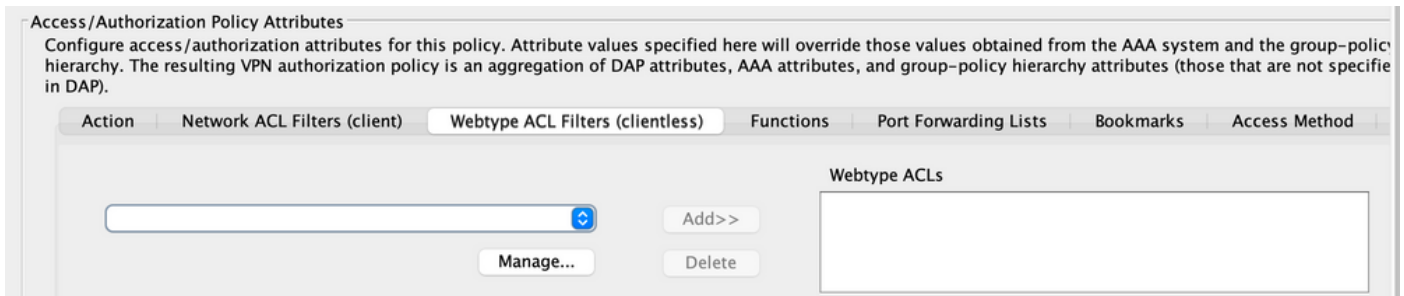 Access/Authorization Policy Attributes
Configure access/authorization attributes for this policy. Attribute values specified here will override those values obtained from the AAA system and the group-policy
hierarchy. The resulting VPN authorization policy is an aggregation of DAP attributes, AAA attributes, and group-policy hierarchy attributes (those that are not specifie
in DAP).
Action Network ACL Filters (client) Webtype ACL Filters (clientless) Functions Port Forwarding Lists Bookmarks Access Method
Webtype ACLs
Add>>
Manage... Delete